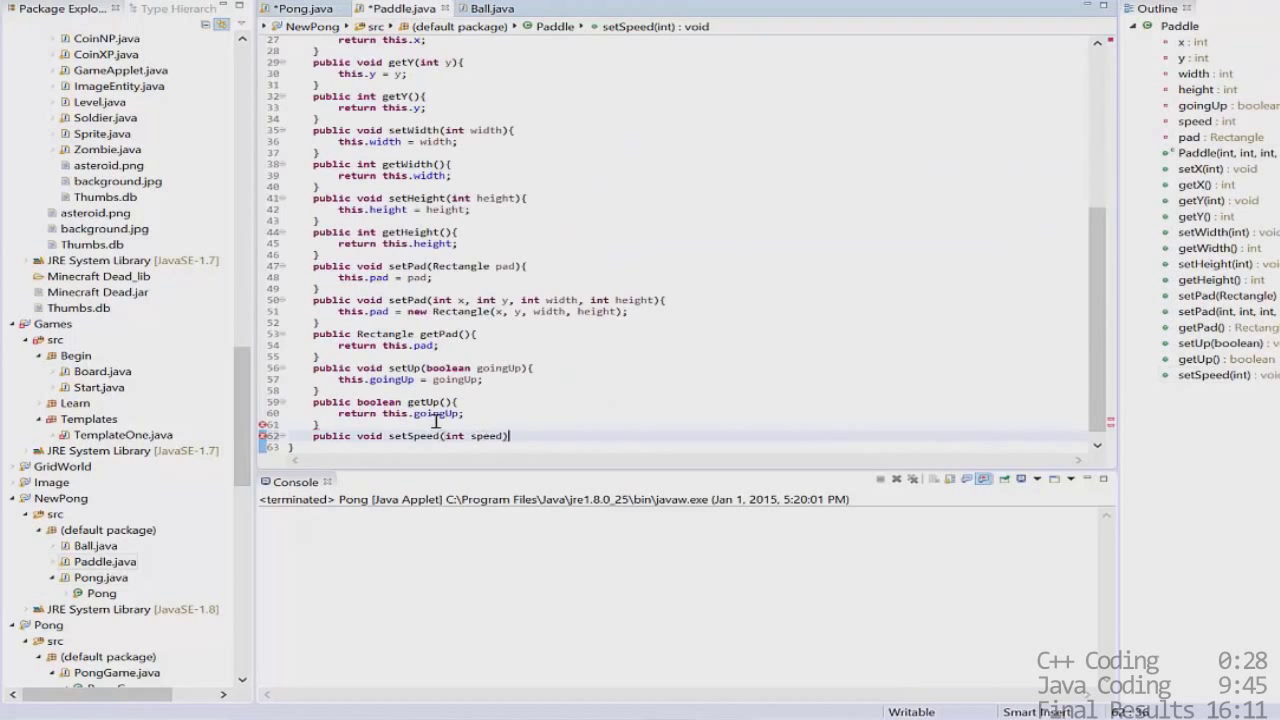 Package Explo...
Type Hierarch
*Pong.java
*Paddle.java
Ball.java
Outline
NewPong
src
(default package)
Paddle
setSpeed(int) : void
CoinNP.java
CoinXP.java
GameApplet.java
ImageEntity.java
Level.java
Soldier.java
Sprite.java
Zombie.java
asteroid.png
background.jpg
Thumbs.db
asteroid.png
background.jpg
Thumbs.db
JRE System Library [JavaSE-1.7]
Minecraft Dead_lib
Minecraft Dead.jar
Thumbs.db
Games
src
Begin
Board.java
Start.java
Learn
Templates
TemplateOne.java
JRE System Library [JavaSE-1.7]
GridWorld
Image
NewPong
src
(default package)
Ball.java
Paddle.java
Pong.java
Pong
JRE System Library [JavaSE-1.8]
Pong
src
(default package)
PongGame.java
27 return this.x;
28 }
29 public void getY(int y){
30 this.y = y;
31 }
32 public int getY(){
33 return this.y;
34 }
35 public void setWidth(int width){
36 this.width = width;
37 }
38 public int getWidth(){
39 return this.width;
40 }
41 public void setHeight(int height){
42 this.height = height;
43 }
44 public int getHeight(){
45 return this.height;
46 }
47 public void setPad(Rectangle pad){
48 this.pad = pad;
49 }
50 public void setPad(int x, int y, int width, int height){
51 this.pad = new Rectangle(x, y, width, height);
52 }
53 public Rectangle getPad(){
54 return this.pad;
55 }
56 public void setUp(boolean goingUp){
57 this.goingUp = goingUp;
58 }
59 public boolean getUp(){
60 return this.goingUp;
61 }
62 public void setSpeed(int speed)
63 }
Console
<terminated> Pong [Java Applet] C:\Program Files\Java\jre1.8.0_25\bin\javaw.exe (Jan 1, 2015, 5:20:01 PM)
Paddle
x : int
y : int
width : int
height : int
goingUp : boolean
speed : int
pad : Rectangle
Paddle(int, int, int,
setX(int) : void
getX() : int
getY(int) : void
getY() : int
setWidth(int) : void
getWidth() : int
setHeight(int) : void
getHeight() : int
setPad(Rectangle)
setPad(int, int, int,
getPad() : Rectang
setUp(boolean) : vo
getUp() : boolean
setSpeed(int) : void
C++ Coding 0:28
Java Coding 9:45
Final Results 16:11
Writable
Smart Insert